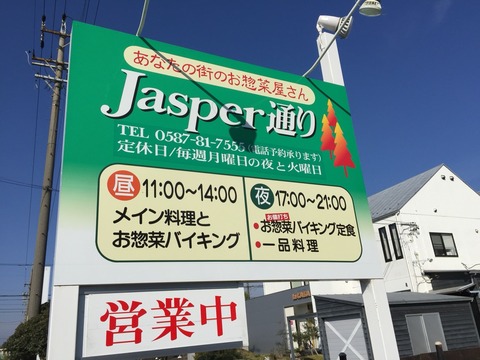 あなたの街のお惣菜屋さん
Jasper通り
TEL 0587-81-7555(電話予約承ります)
定休日/毎週月曜日の夜と火曜日
昼 11:00~14:00
メイン料理と
お惣菜バイキング
夜 17:00~21:00
お値打ち
・お惣菜バイキング定食
・一品料理
営業中